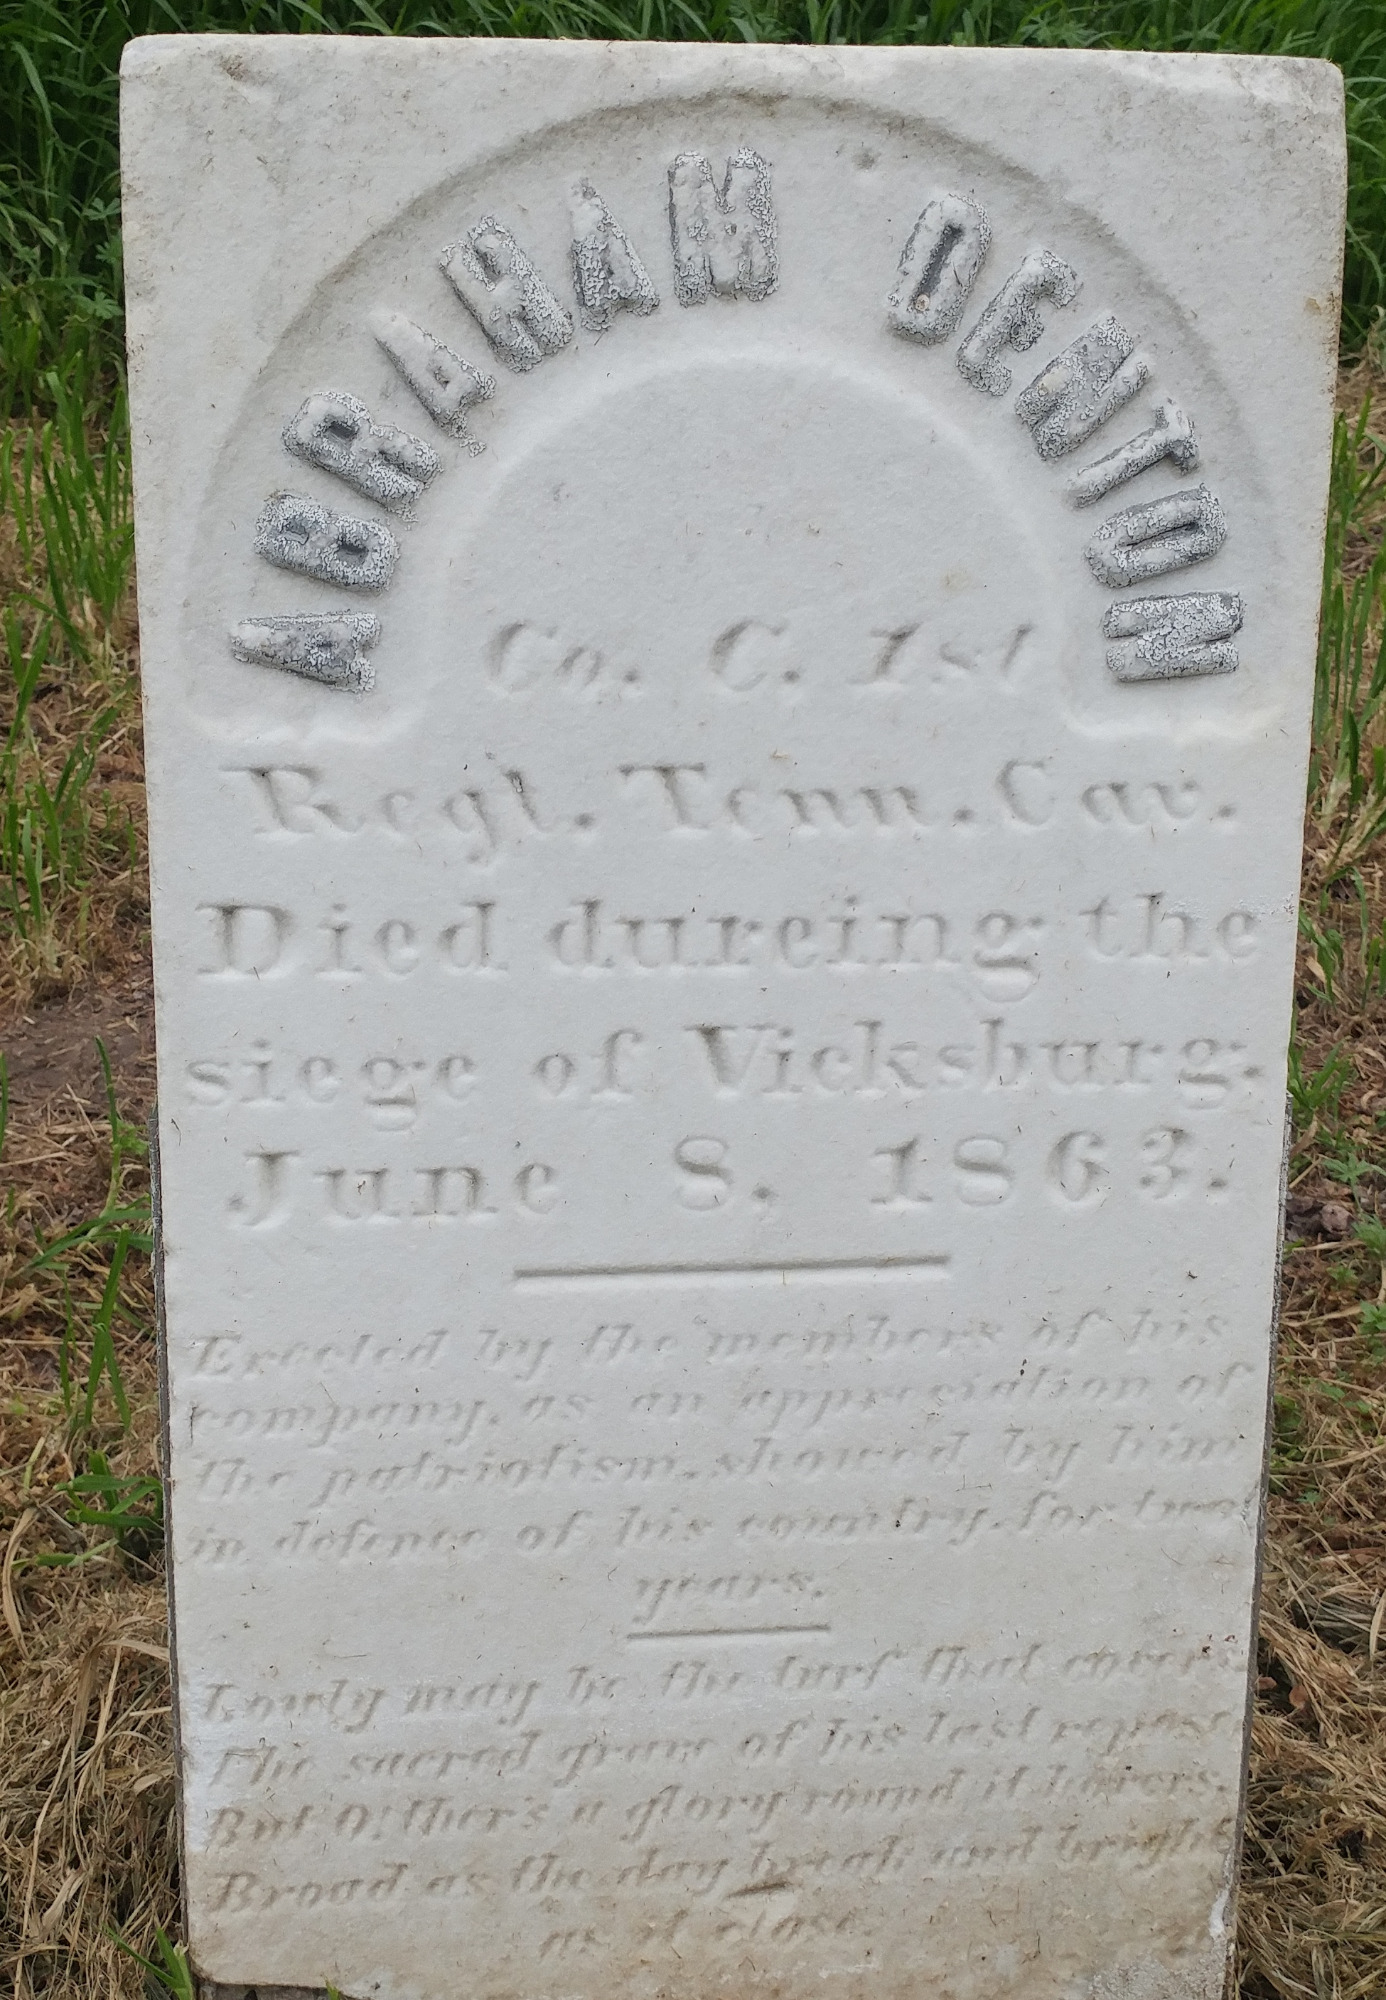 ABRAHAM DENTON
Co. C. 1st
Regt. Tenn. Cav.
Died dureing the
siege of Vicksburg.
June 8. 1863.
Erected by the members of his
company, as an appreciation of
the patriotism, showed by him
in defence of his country, for two
years.
Lowly may be the turf that covers
The sacred grave of his last repose
But O! ther's a glory round it hovers.
Broad as the day break and bright
as it close.